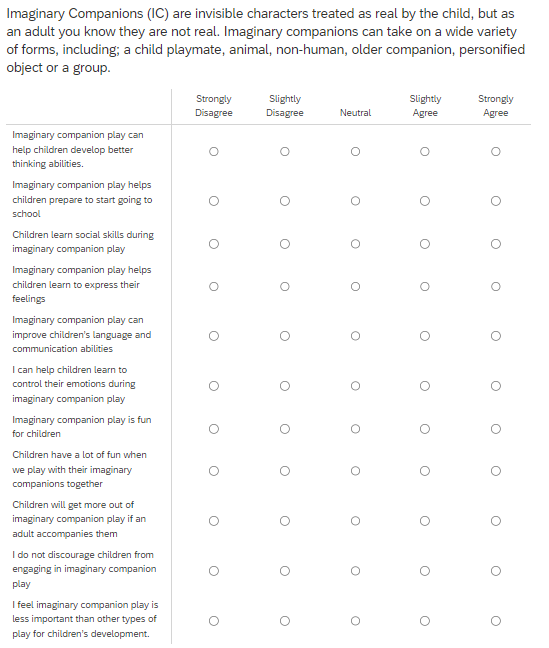 Imaginary Companions (IC) are invisible characters treated as real by the child, but as
an adult you know they are not real. Imaginary companions can take on a wide variety
of forms, including; a child playmate, animal, non-human, older companion, personified
object or a group.
Strongly Disagree
Slightly Disagree
Neutral
Slightly Agree
Strongly Agree
Imaginary companion play can
help children develop better
thinking abilities.
Imaginary companion play helps
children prepare to start going to
school
Children learn social skills during
imaginary companion play
Imaginary companion play helps
children learn to express their
feelings
Imaginary companion play can
improve children's language and
communication abilities
I can help children learn to
control their emotions during
imaginary companion play
Imaginary companion play is fun
for children
Children have a lot of fun when
we play with their imaginary
companions together
Children will get more out of
imaginary companion play if an
adult accompanies them
I do not discourage children from
engaging in imaginary companion
play
I feel imaginary companion play is
less important than other types of
play for children's development.